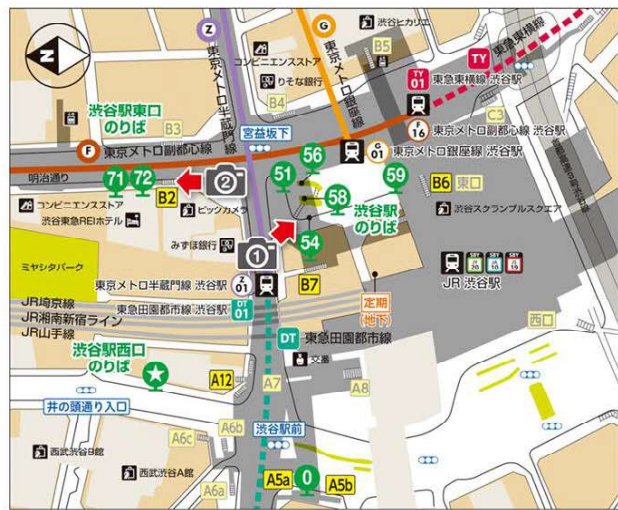 N
Z
G
渋谷ヒカリエ
東急東横線
TY
TY
01
東急東横線 渋谷駅
コンビニエンスストア
りそな銀行
東京メトロ半蔵門線
東京メトロ銀座線
B5
B4
B3
C3
渋谷駅東口
のりば
宮益坂下
F
東京メトロ副都心線
16
東京メトロ副都心線 渋谷駅
G
01
東京メトロ銀座線 渋谷駅
明治通り
71
72
B2
2
51
56
58
59
54
渋谷駅
のりば
B6
東口
コンビニエンスストア
渋谷東急REIホテル
ビックカメラ
渋谷スクランブルスクエア
みずほ銀行
1
ミヤシタパーク
東京メトロ半蔵門線 渋谷駅
Z
01
B7
SBY
JA
10
SBY
JS
19
SBY
20
JR 渋谷駅
JR埼京線
JR湘南新宿ライン
JR山手線
東急田園都市線 渋谷駅
DT
01
定期
(地下)
DT
東急田園都市線
西口
渋谷駅西口
のりば
交番
A12
A7
A8
井の頭通り入口
渋谷駅前
A6b
A6c
西武渋谷B館
西武渋谷A館
A6a
A5a
0
A5b